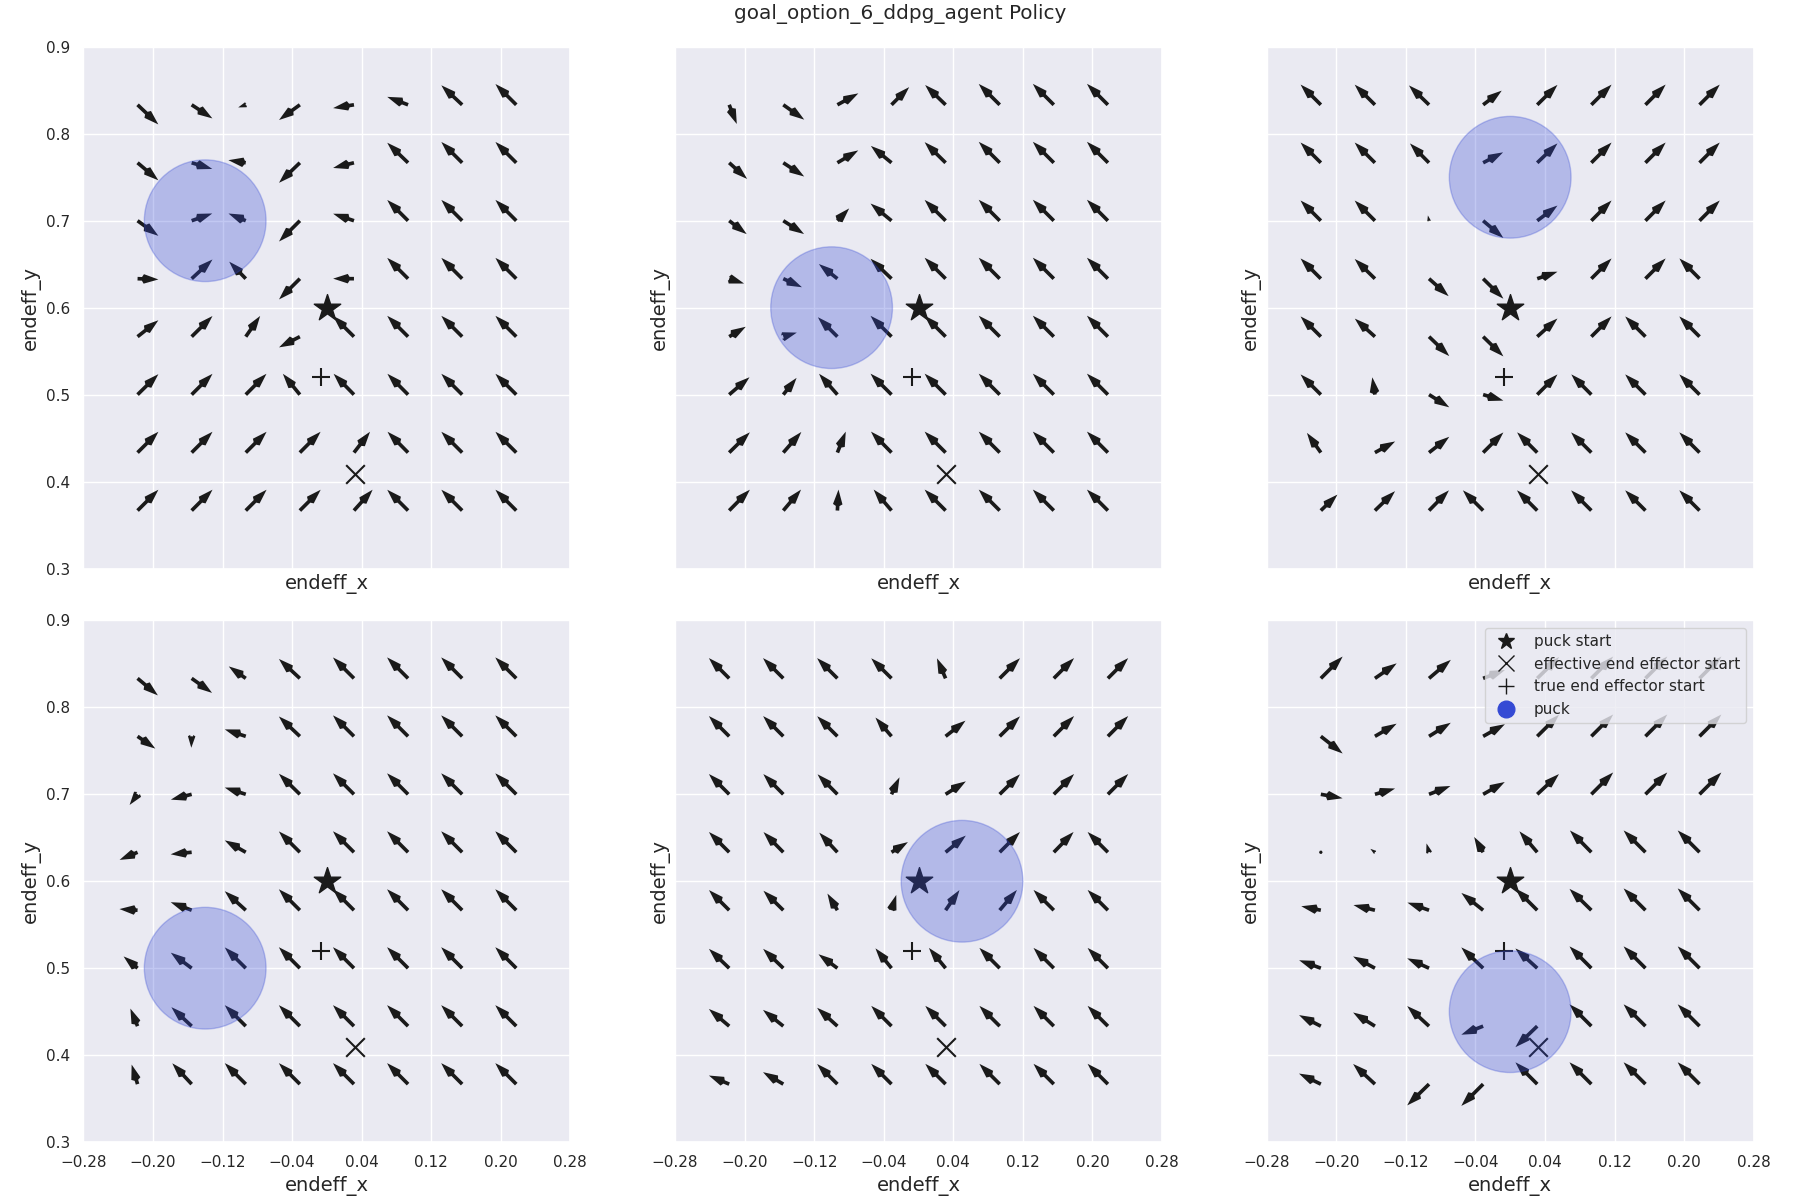 goal_option_6_ddpg_agent Policy
0.9
0.8
0.7
0.6
0.5
0.4
0.3
endeff_y
endeff_x
endeff_y
endeff_x
endeff_y
endeff_x
0.9
0.8
0.7
0.6
0.5
0.4
0.3
endeff_y
−0.28 −0.20 −0.12 −0.04 0.04 0.12 0.20 0.28
endeff_x
endeff_y
−0.28 −0.20 −0.12 −0.04 0.04 0.12 0.20 0.28
endeff_x
endeff_y
puck start
effective end effector start
true end effector start
puck
−0.28 −0.20 −0.12 −0.04 0.04 0.12 0.20 0.28
endeff_x